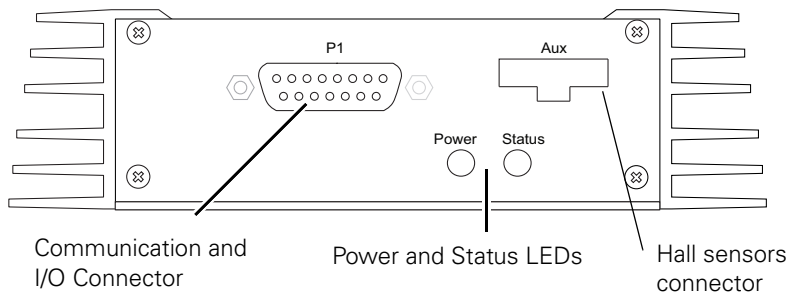 P1
Aux
Power
Status
Communication and
I/O Connector
Power and Status LEDs
Hall sensors
connector